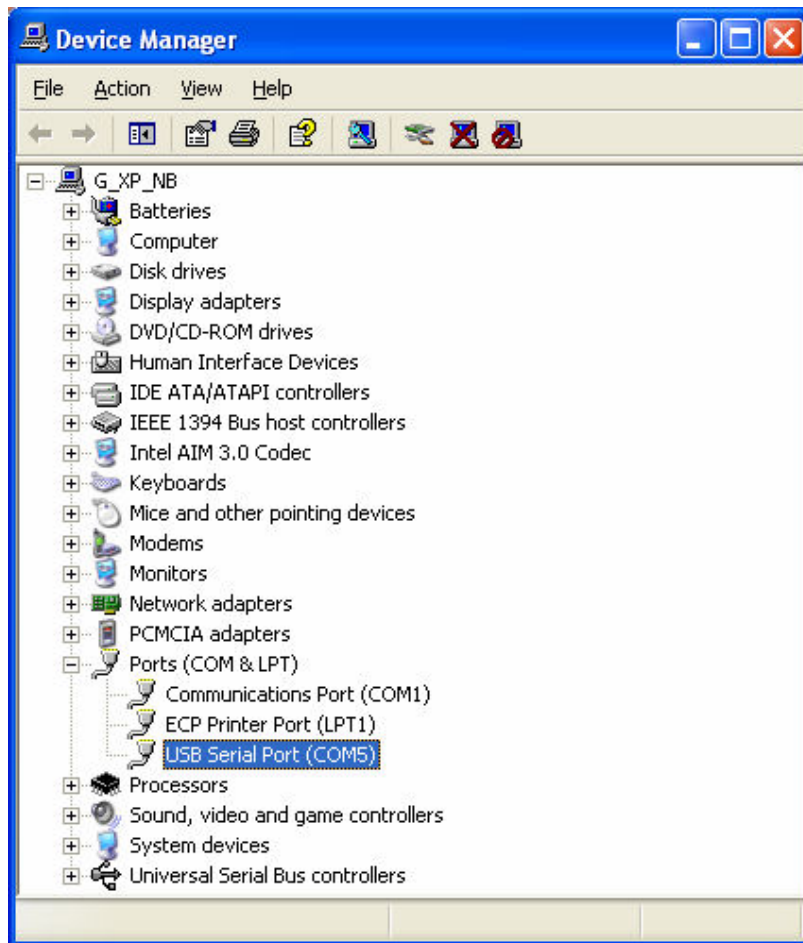 Device Manager
File Action View Help
G_XP_NB
Batteries
Computer
Disk drives
Display adapters
DVD/CD-ROM drives
Human Interface Devices
IDE ATA/ATAPI controllers
IEEE 1394 Bus host controllers
Intel AIM 3.0 Codec
Keyboards
Mice and other pointing devices
Modems
Monitors
Network adapters
PCMCIA adapters
Ports (COM & LPT)
Communications Port (COM1)
ECP Printer Port (LPT1)
USB Serial Port (COM5)
Processors
Sound, video and game controllers
System devices
Universal Serial Bus controllers